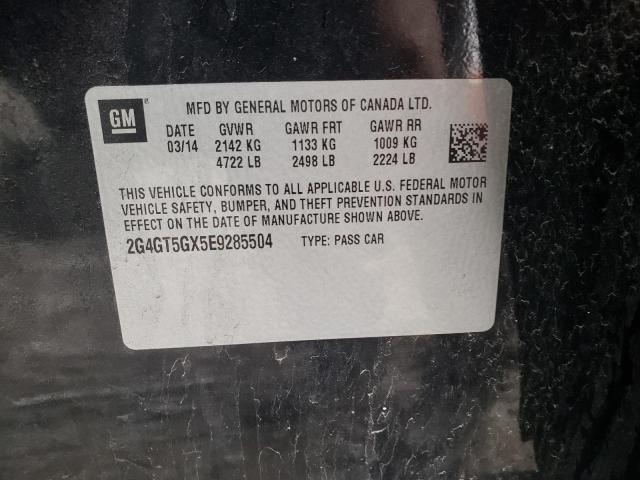 GM ® MFD BY GENERAL MOTORS OF CANADA LTD.
DATE GVWR GAWR FRT GAWR RR
03/14 2142 KG 1133 KG 1009 KG
4722 LB 2498 LB 2224 LB
THIS VEHICLE CONFORMS TO ALL APPLICABLE U.S. FEDERAL MOTOR
VEHICLE SAFETY, BUMPER, AND THEFT PREVENTION STANDARDS IN
EFFECT ON THE DATE OF MANUFACTURE SHOWN ABOVE.
2G4GT5GX5E9285504 TYPE: PASS CAR